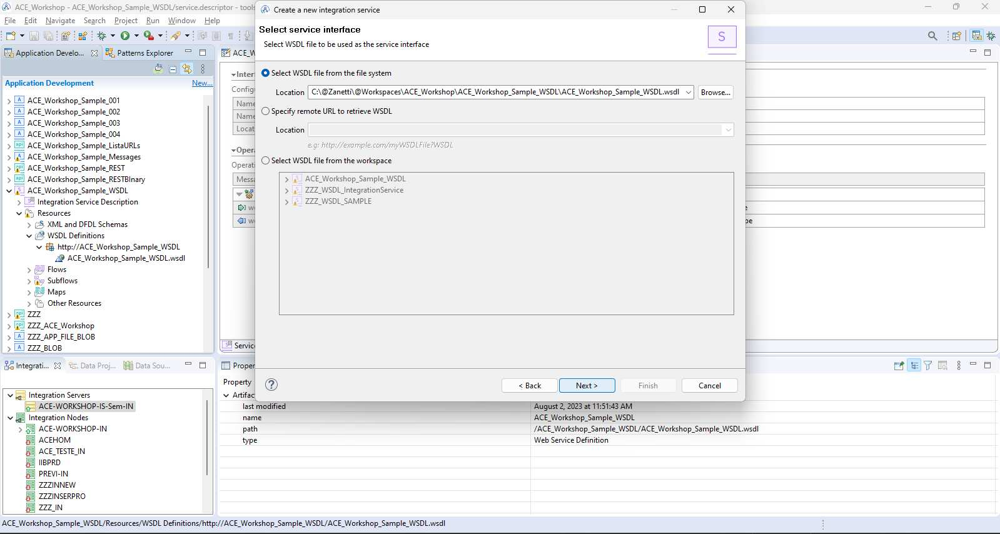 ACE_Workshop - ACE_Workshop_Sample_WSDL/service.descriptor - tools
File Edit Navigate Search Project Run Window Help
Application Develo...
Patterns Explorer
Application Development
New...
ACE_Workshop_Sample_001
ACE_Workshop_Sample_002
ACE_Workshop_Sample_003
ACE_Workshop_Sample_004
ACE_Workshop_Sample_ListaURLs
ACE_Workshop_Sample_Messages
ACE_Workshop_Sample_REST
ACE_Workshop_Sample_RESTBInary
ACE_Workshop_Sample_WSDL
Integration Service Description
Resources
XML and DFDL Schemas
WSDL Definitions
http://ACE_Workshop_Sample_WSDL
ACE_Workshop_Sample_WSDL.wsdl
Flows
Subflows
Maps
Other Resources
ZZZ
ZZZ_ACE_Workshop
ZZZ_APP_FILE_BLOB
ZZZ_BLOB
ACE_W
Inter
Configu
Name
Name
Locat
Opera
Operati
Messa
w
w
e
pe
Service
Create a new integration service
Select service interface
Select WSDL file to be used as the service interface
S
Select WSDL file from the file system
Location C:\@Zanetti\@Workspaces\ACE_Workshop\ACE_Workshop_Sample_WSDL\ACE_Workshop_Sample_WSDL.wsdl Browse...
Specify remote URL to retrieve WSDL
Location
e.g: http://example.com/myWSDLFile?WSDL
Select WSDL file from the workspace
ACE_Workshop_Sample_WSDL
ZZZ_WSDL_IntegrationService
ZZZ_WSDL_SAMPLE
? < Back Next > Finish Cancel
Integrati... Data Proj... Data Sou...
Integration Servers
ACE-WORKSHOP-IS-Sem-IN
Integration Nodes
ACE-WORKSHOP-IN
ACEHOM
ACE_TESTE_IN
IIBPRD
PREVI-IN
ZZZINNEW
ZZZINSERPRO
ZZZ_IN
Proper
Property
Artifac
last modified August 2, 2023 at 11:51:43 AM
name ACE_Workshop_Sample_WSDL
path /ACE_Workshop_Sample_WSDL/ACE_Workshop_Sample_WSDL.wsdl
type Web Service Definition
ACE_Workshop_Sample_WSDL/Resources/WSDL Definitions/http://ACE_Workshop_Sample_WSDL/ACE_Workshop_Sample_WSDL.wsdl